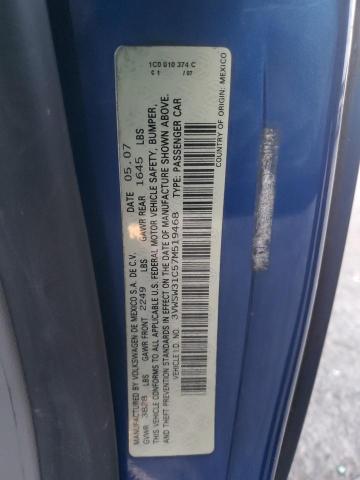 1C0 010 374 C
C 1 / 07
MANUFACTURED BY VOLKSWAGEN DE MEXICO S.A. DE C.V. DATE 05.07
GVWR 3828 LBS GAWR FRONT 2249 LBS GAWR REAR 1645 LBS
THIS VEHICLE CONFORMS TO ALL APPLICABLE U.S. FEDERAL MOTOR VEHICLE SAFETY, BUMPER,
AND THEFT PREVENTION STANDARDS IN EFFECT ON THE DATE OF MANUFACTURE SHOWN ABOVE.
VEHICLE I.D. NO. 3VWSW31C57M519468 TYPE: PASSENGER CAR
COUNTRY OF ORIGIN: MEXICO